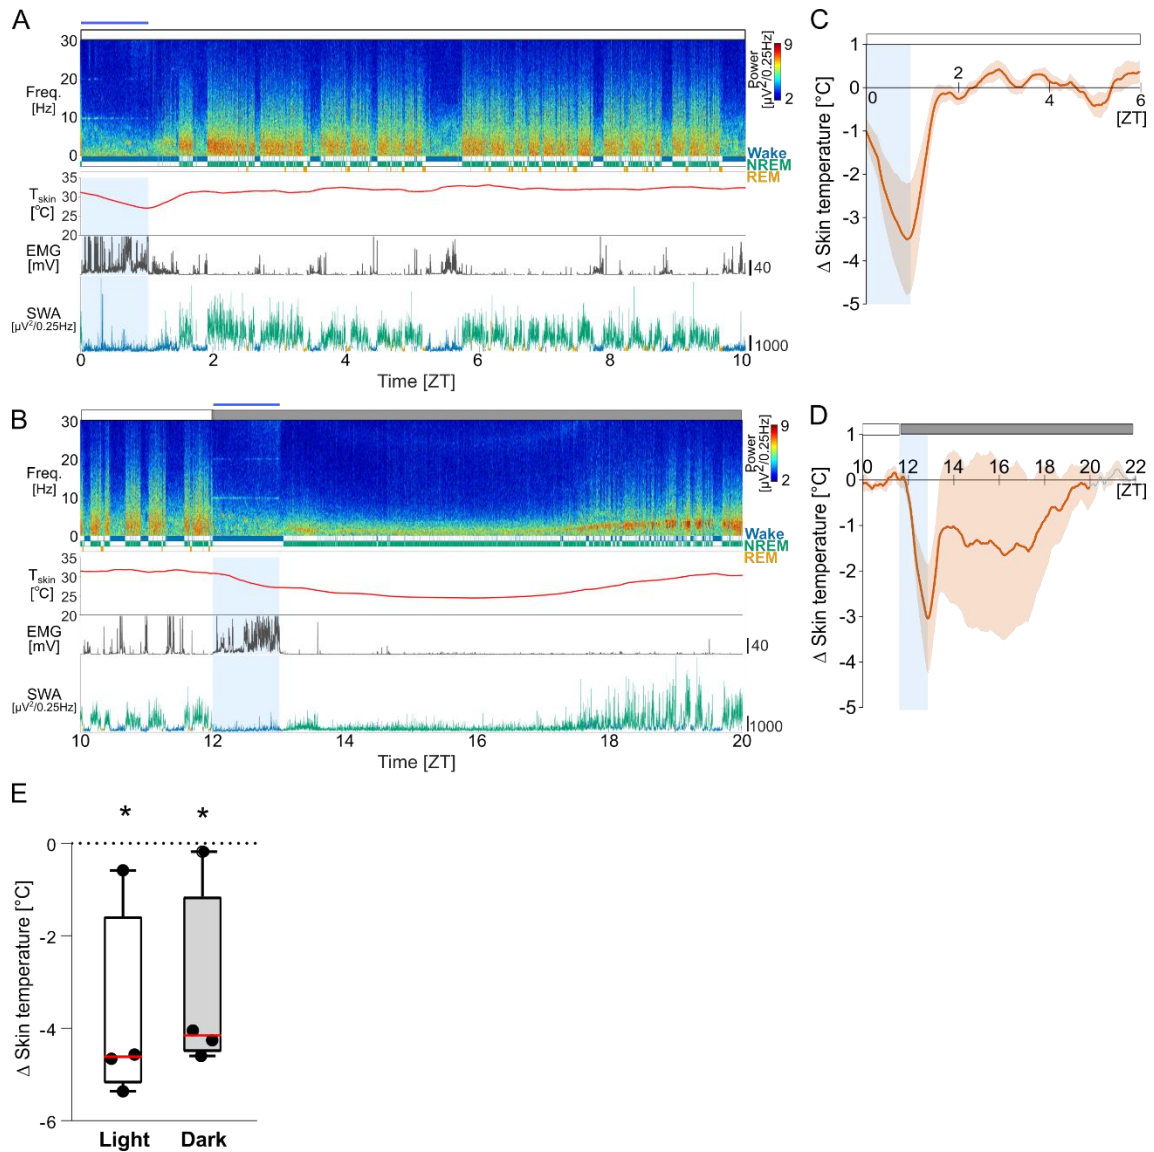 A
30
20
10
0
Freq.
[Hz]
Power
[µV²/0.25Hz]
9
2
Wake
NREM
REM
35
30
25
20
Tskin
[°C]
EMG
[mV]
40
SWA
[µV²/0.25Hz]
1000
0 2 4 6 8 10
Time [ZT]
B
30
20
10
0
Freq.
[Hz]
Power
[µV²/0.25Hz]
9
2
Wake
NREM
REM
35
30
25
20
Tskin
[°C]
EMG
[mV]
40
SWA
[µV²/0.25Hz]
1000
10 12 14 16 18 20
Time [ZT]
C
Δ Skin temperature [°C]
1
0
-1
-2
-3
-4
-5
0 2 4 6
[ZT]
D
Δ Skin temperature [°C]
1
0
-1
-2
-3
-4
-5
10 12 14 16 18 20 22
[ZT]
E
* *
Δ Skin temperature [°C]
0
-2
-4
-6
Light Dark